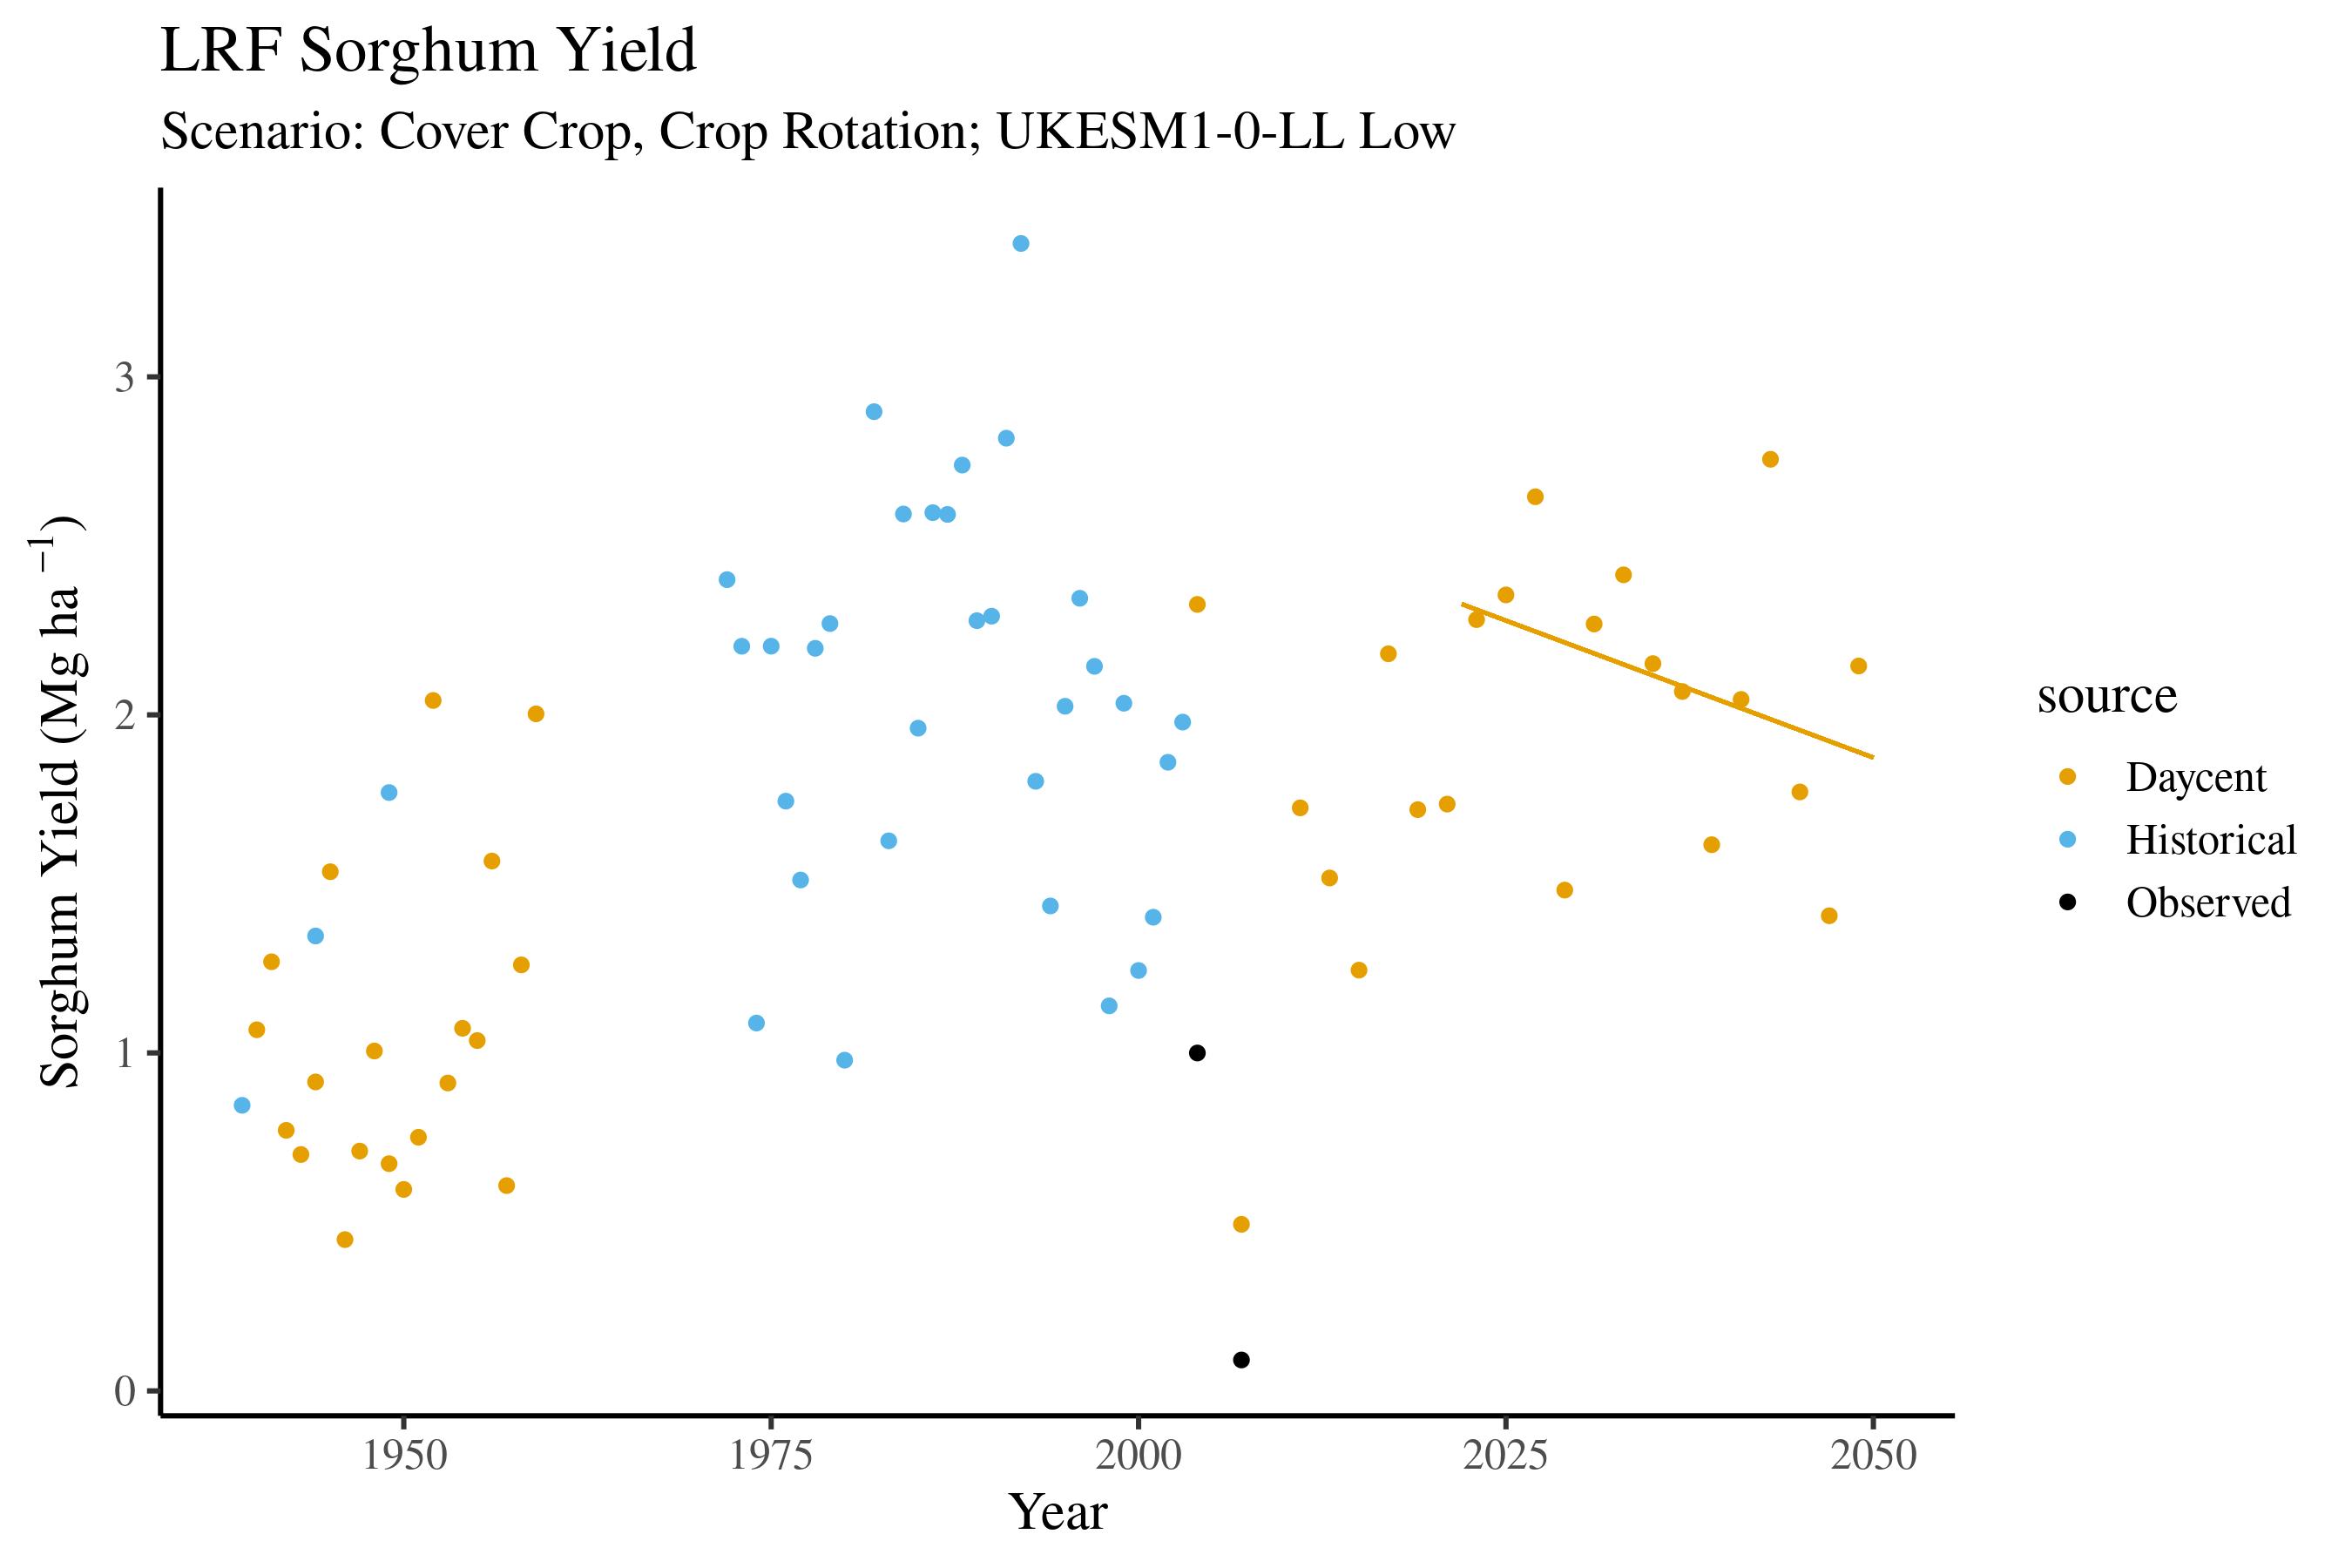 LRF Sorghum Yield
Scenario: Cover Crop, Crop Rotation; UKESM1-0-LL Low
Sorghum Yield (Mg ha⁻¹)
3
2
1
0
1950 1975 2000 2025 2050
Year
source
Daycent
Historical
Observed